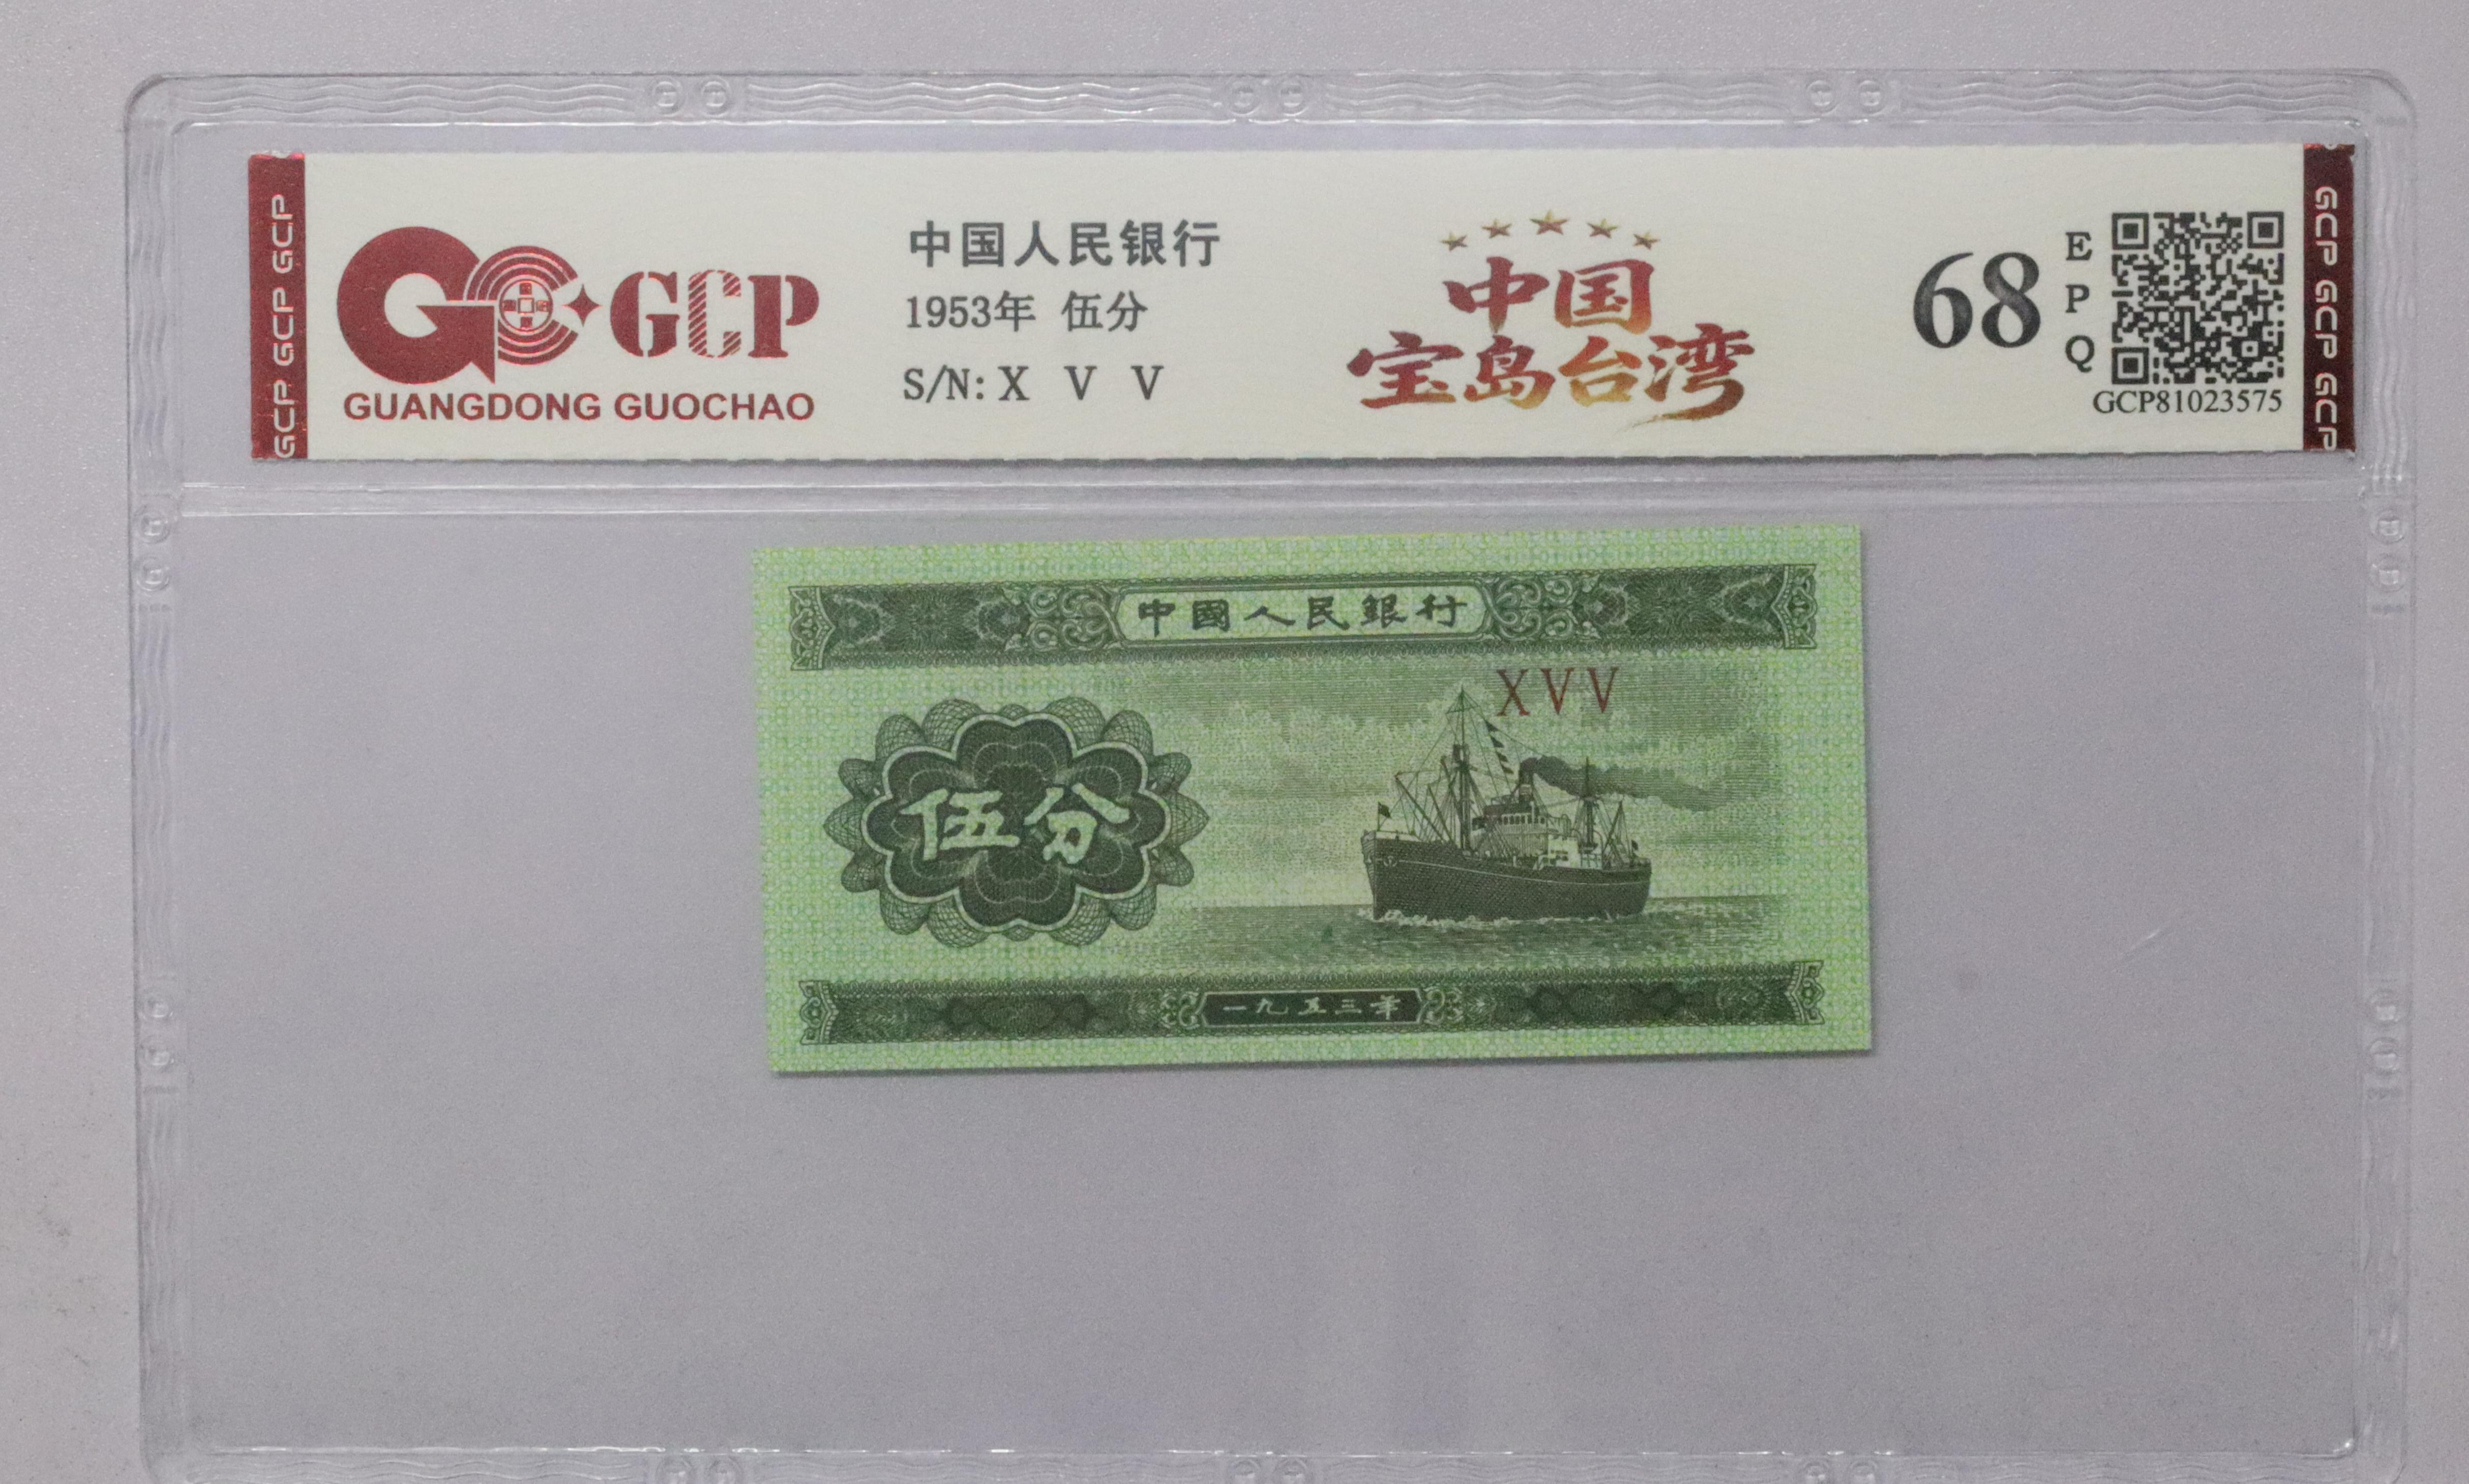 GCP GCP GCP
GCP
GUANGDONG GUOCHAO
中国人民银行
1953年 伍分
S/N: X V V
中国
宝岛台湾
68
E
P
Q
GCP81023575
GCP GCP GCP
中國人民銀行
XVV
伍分
一九五三年